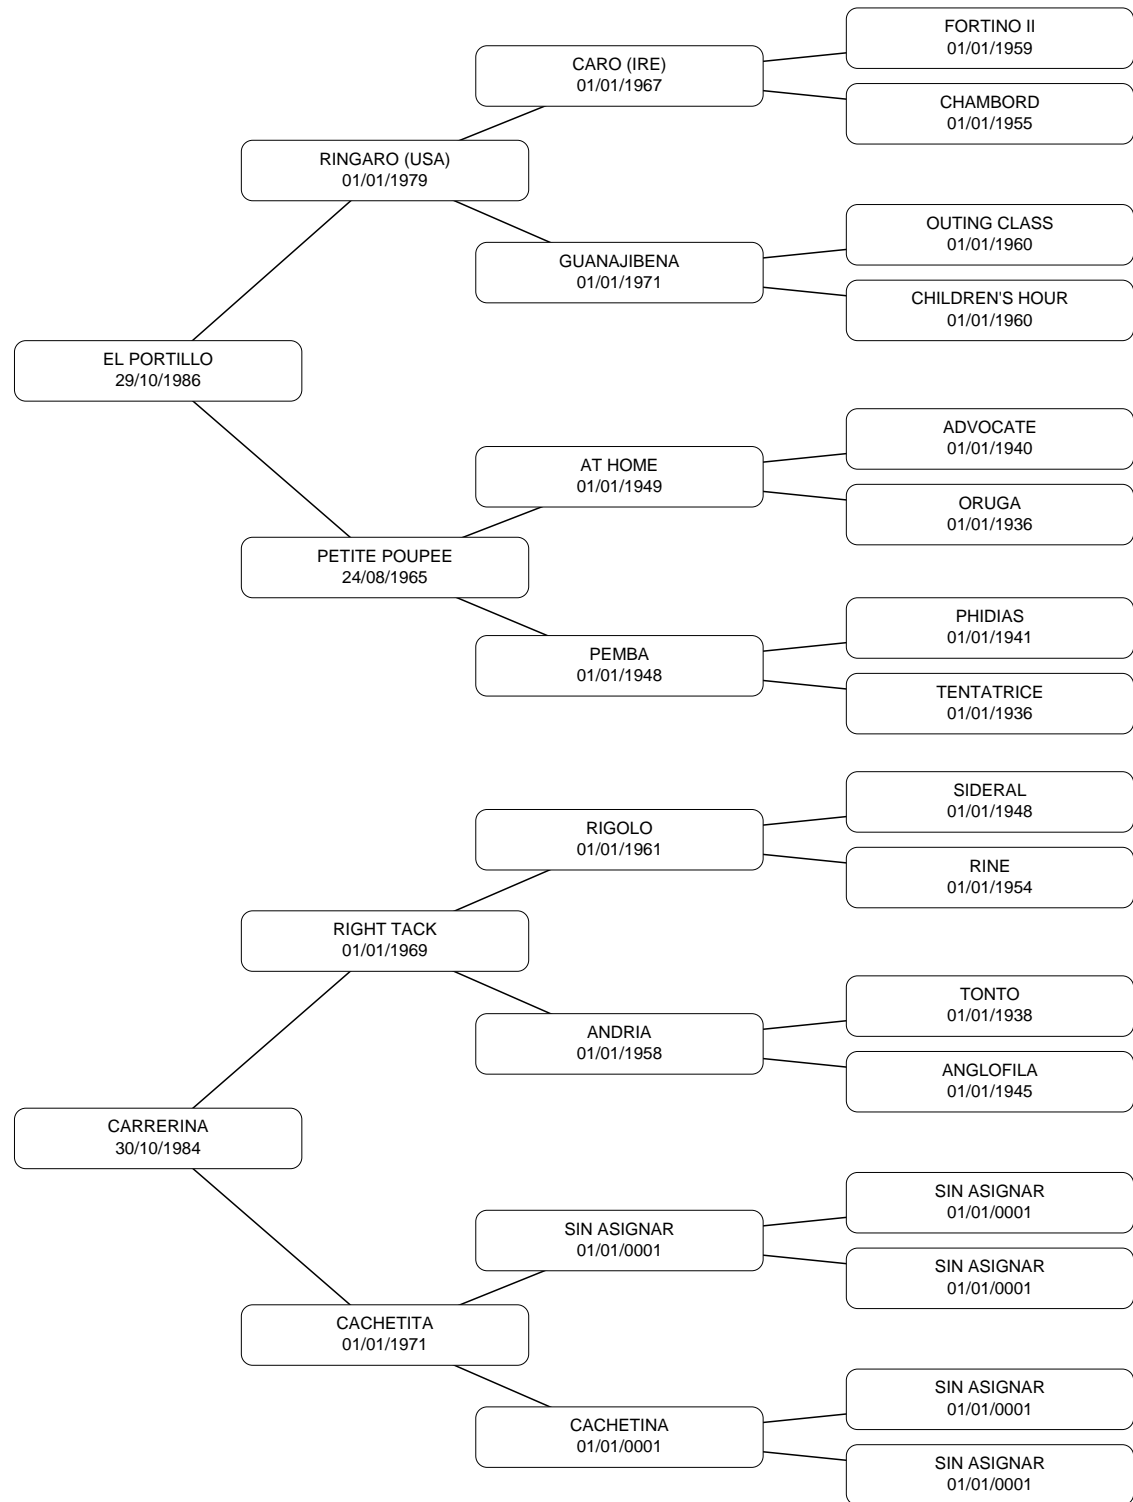 FORTINO II
01/01/1959
CARO (IRE)
01/01/1967
CHAMBORD
01/01/1955
RINGARO (USA)
01/01/1979
OUTING CLASS
01/01/1960
GUANAJIBENA
01/01/1971
CHILDREN'S HOUR
01/01/1960
EL PORTILLO
29/10/1986
ADVOCATE
01/01/1940
AT HOME
01/01/1949
ORUGA
01/01/1936
PETITE POUPEE
24/08/1965
PHIDIAS
01/01/1941
PEMBA
01/01/1948
TENTATRICE
01/01/1936
SIDERAL
01/01/1948
RIGOLO
01/01/1961
RINE
01/01/1954
RIGHT TACK
01/01/1969
TONTO
01/01/1938
ANDRIA
01/01/1958
ANGLOFILA
01/01/1945
CARRERINA
30/10/1984
SIN ASIGNAR
01/01/0001
SIN ASIGNAR
01/01/0001
SIN ASIGNAR
01/01/0001
CACHETITA
01/01/1971
SIN ASIGNAR
01/01/0001
CACHETINA
01/01/0001
SIN ASIGNAR
01/01/0001